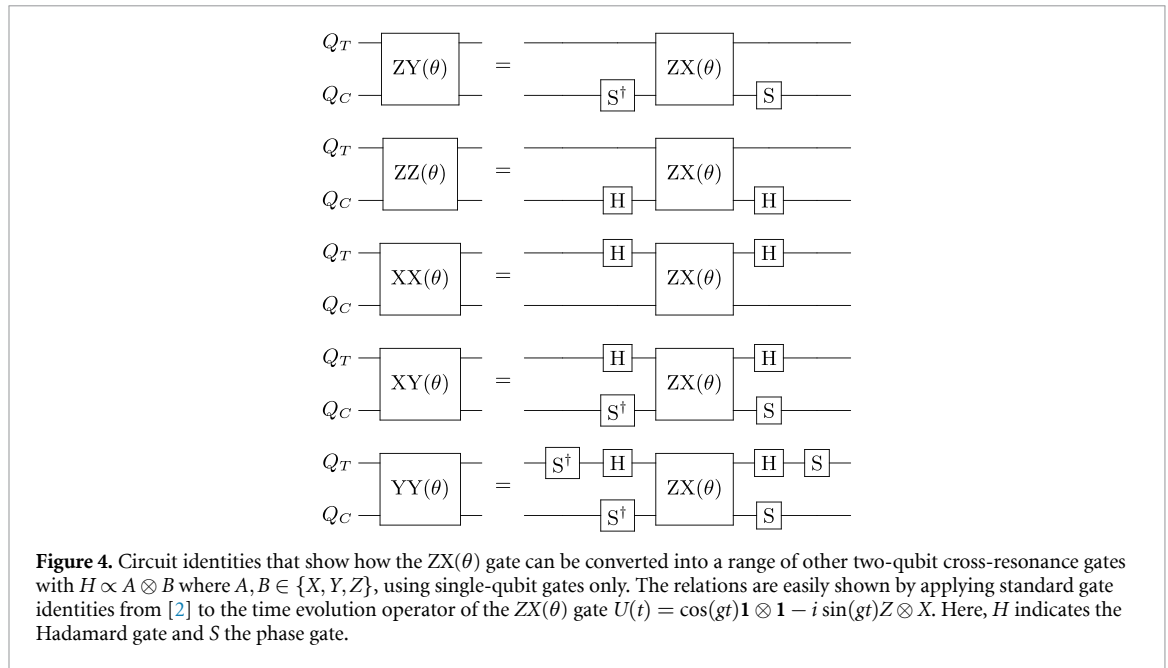 Q_T ZY(θ) = ZX(θ)
Q_C S† S
Q_T ZZ(θ) = ZX(θ)
Q_C H H
Q_T H H
XX(θ) = ZX(θ)
Q_C
Q_T H H
XY(θ) = ZX(θ)
Q_C S† S
Q_T S† H H S
YY(θ) = ZX(θ)
Q_C S† S
Figure 4. Circuit identities that show how the ZX(θ) gate can be converted into a range of other two-qubit cross-resonance gates
with H ∝ A ⊗ B where A, B ∈ {X, Y, Z}, using single-qubit gates only. The relations are easily shown by applying standard gate
identities from [2] to the time evolution operator of the ZX(θ) gate U(t) = cos(gt)1 ⊗ 1 − i sin(gt)Z ⊗ X. Here, H indicates the
Hadamard gate and S the phase gate.